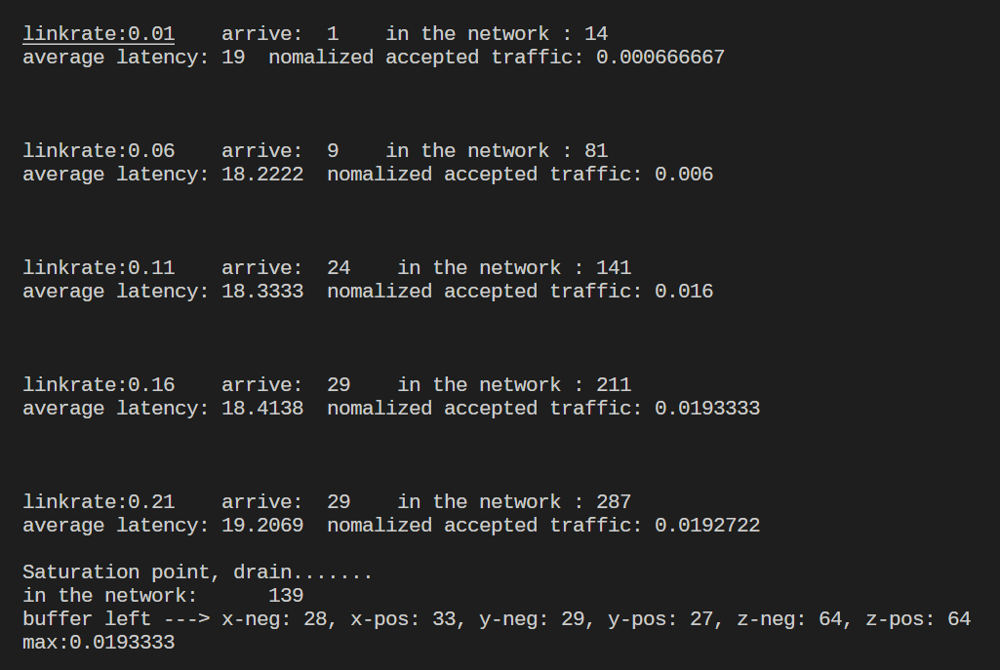 linkrate:0.01    arrive:  1    in the network : 14
average latency: 19  nomalized accepted traffic: 0.000666667
linkrate:0.06    arrive:  9    in the network : 81
average latency: 18.2222  nomalized accepted traffic: 0.006
linkrate:0.11    arrive:  24    in the network : 141
average latency: 18.3333  nomalized accepted traffic: 0.016
linkrate:0.16    arrive:  29    in the network : 211
average latency: 18.4138  nomalized accepted traffic: 0.0193333
linkrate:0.21    arrive:  29    in the network : 287
average latency: 19.2069  nomalized accepted traffic: 0.0192722
Saturation point, drain.......
in the network:      139
buffer left ---> x-neg: 28, x-pos: 33, y-neg: 29, y-pos: 27, z-neg: 64, z-pos: 64
max:0.0193333